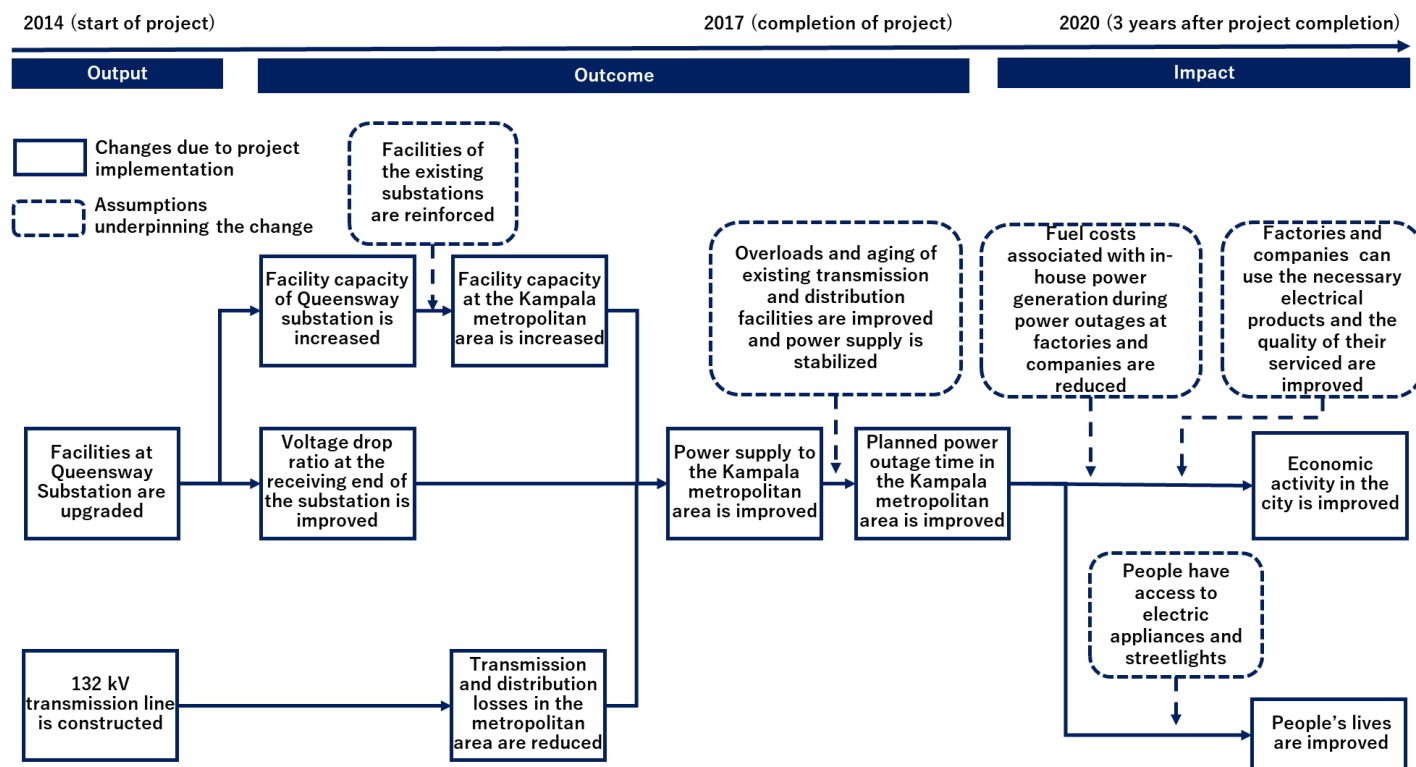 2014 (start of project)
2017 (completion of project)
2020 (3 years after project completion)
Output
Outcome
Impact
Changes due to project
implementation
Assumptions
underpinning the change
Facilities of
the existing
substations
are reinforced
Facility capacity
of Queensway
substation is
increased
Facility capacity
at the Kampala
metropolitan
area is increased
Overloads and aging of
existing transmission
and distribution
facilities are improved
and power supply is
stabilized
Fuel costs
associated with in-
house power
generation during
power outages at
factories and
companies are
reduced
Factories and
companies can
use the necessary
electrical
products and the
quality of their
serviced are
improved
Facilities at
Queensway
Substation are
upgraded
Voltage drop
ratio at the
receiving end of
the substation is
improved
Power supply to
the Kampala
metropolitan
area is improved
Planned power
outage time in
the Kampala
metropolitan
area is improved
Economic
activity in the
city is improved
People have
access to
electric
appliances and
streetlights
132 kV
transmission line
is constructed
Transmission
and distribution
losses in the
metropolitan
area are reduced
People's lives
are improved